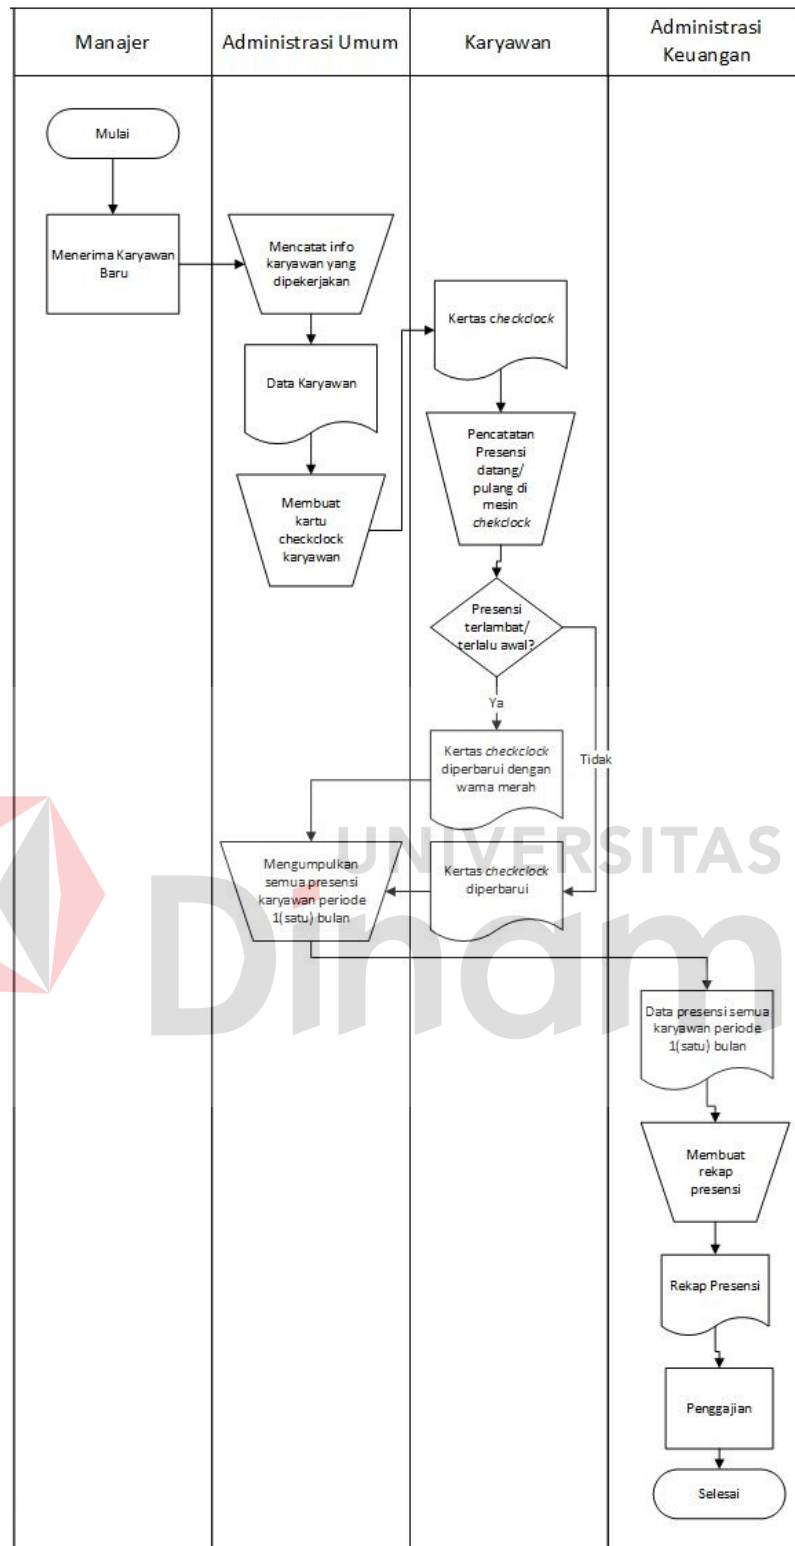 Manajer
Administrasi Umum
Karyawan
Administrasi
Keuangan
Mulai
Menerima Karyawan
Baru
Mencatat info
karyawan yang
dipekerjakan
Data Karyawan
Membuat
kartu
checkclock
karyawan
Kertas checkclock
Pencatatan
Presensi
datang/
pulang di
mesin
chekclock
Presensi
terlambat/
terlalu awal?
Ya
Tidak
Kertas checkclock
diperbarui dengan
warna merah
Kertas checkclock
diperbarui
Mengumpulkan
semua presensi
karyawan periode
1(satu) bulan
Data presensi semua
karyawan periode
1(satu) bulan
Membuat
rekap
presensi
Rekap Presensi
Penggajian
Selesai
UNIVERSITAS
Dinam